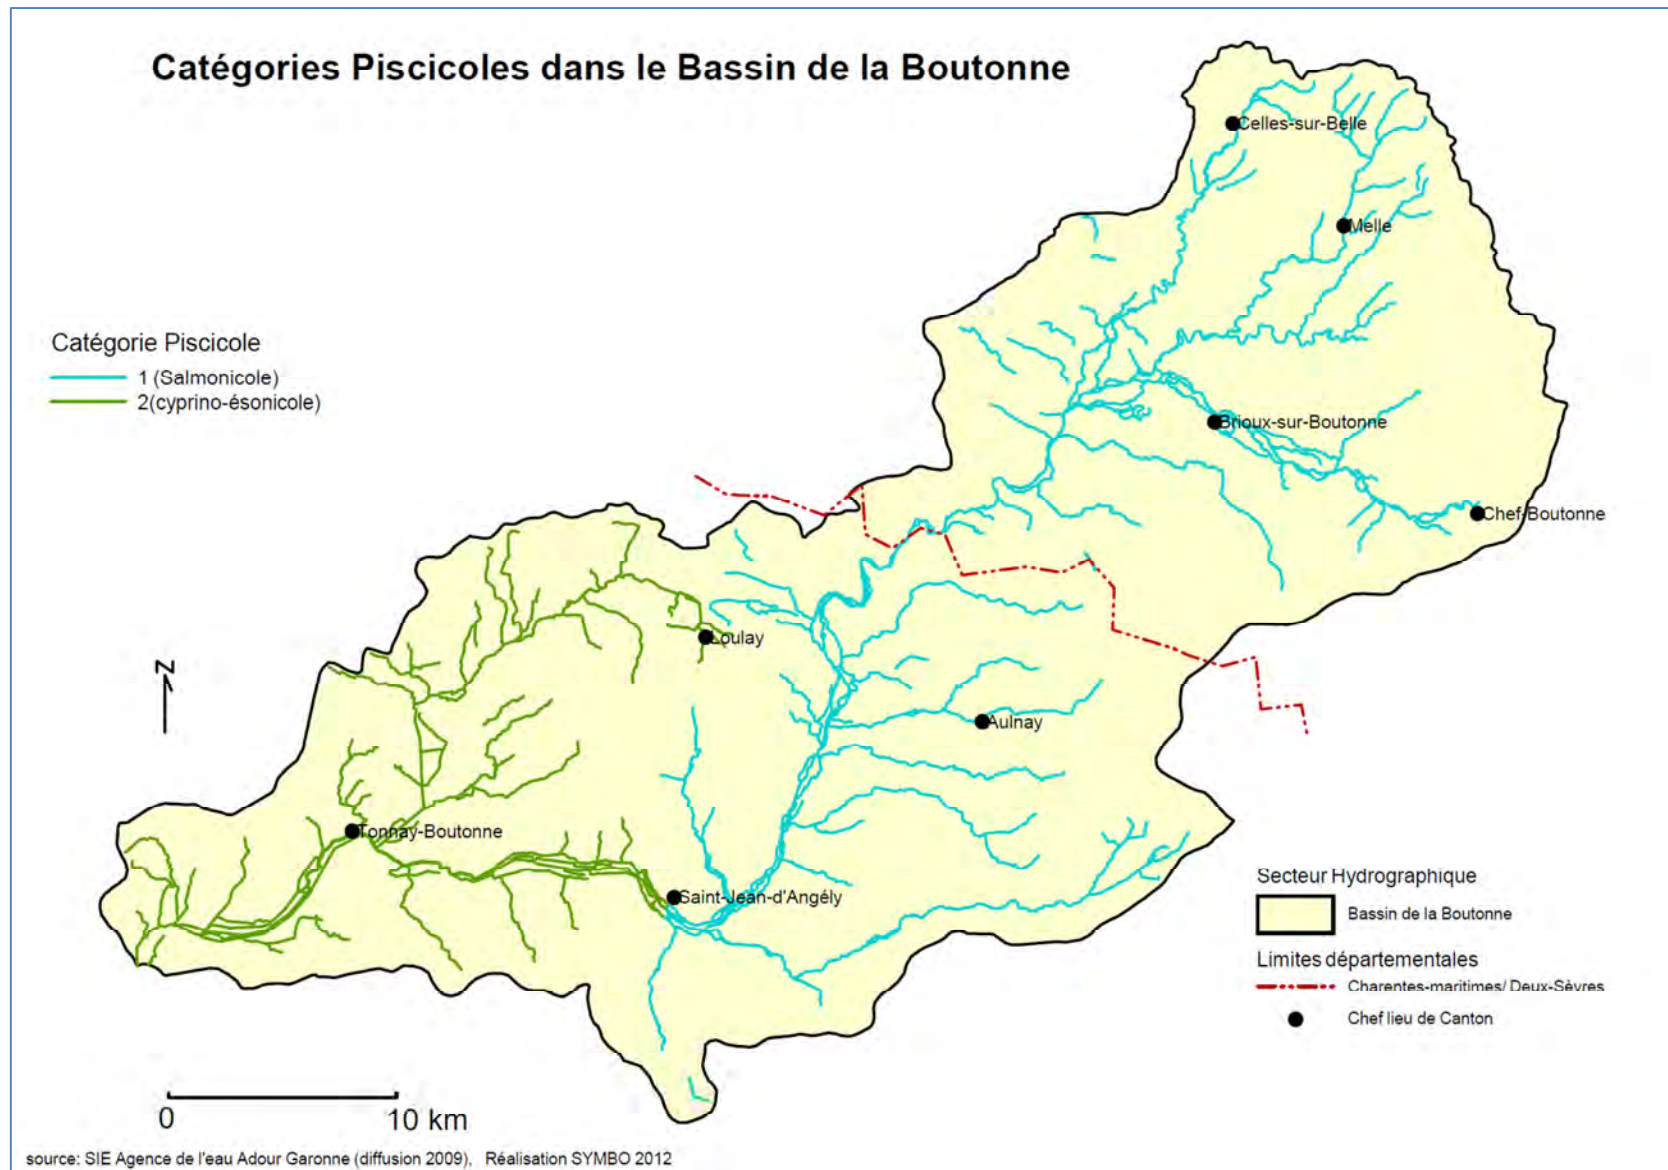 Catégories Piscicoles dans le Bassin de la Boutonne
Celles-sur-Belle
Melle
Catégorie Piscicole
1 (Salmonicole)
2(cyprino-ésonicole)
Brioux-sur-Boutonne
Chef-Boutonne
Loulay
N
Aulnay
Tonnay-Boutonne
Saint-Jean-d'Angély
Secteur Hydrographique
Bassin de la Boutonne
Limites départementales
Charentes-maritimes/ Deux-Sèvres
Chef lieu de Canton
0 10 km
source: SIE Agence de l'eau Adour Garonne (diffusion 2009), Réalisation SYMBO 2012